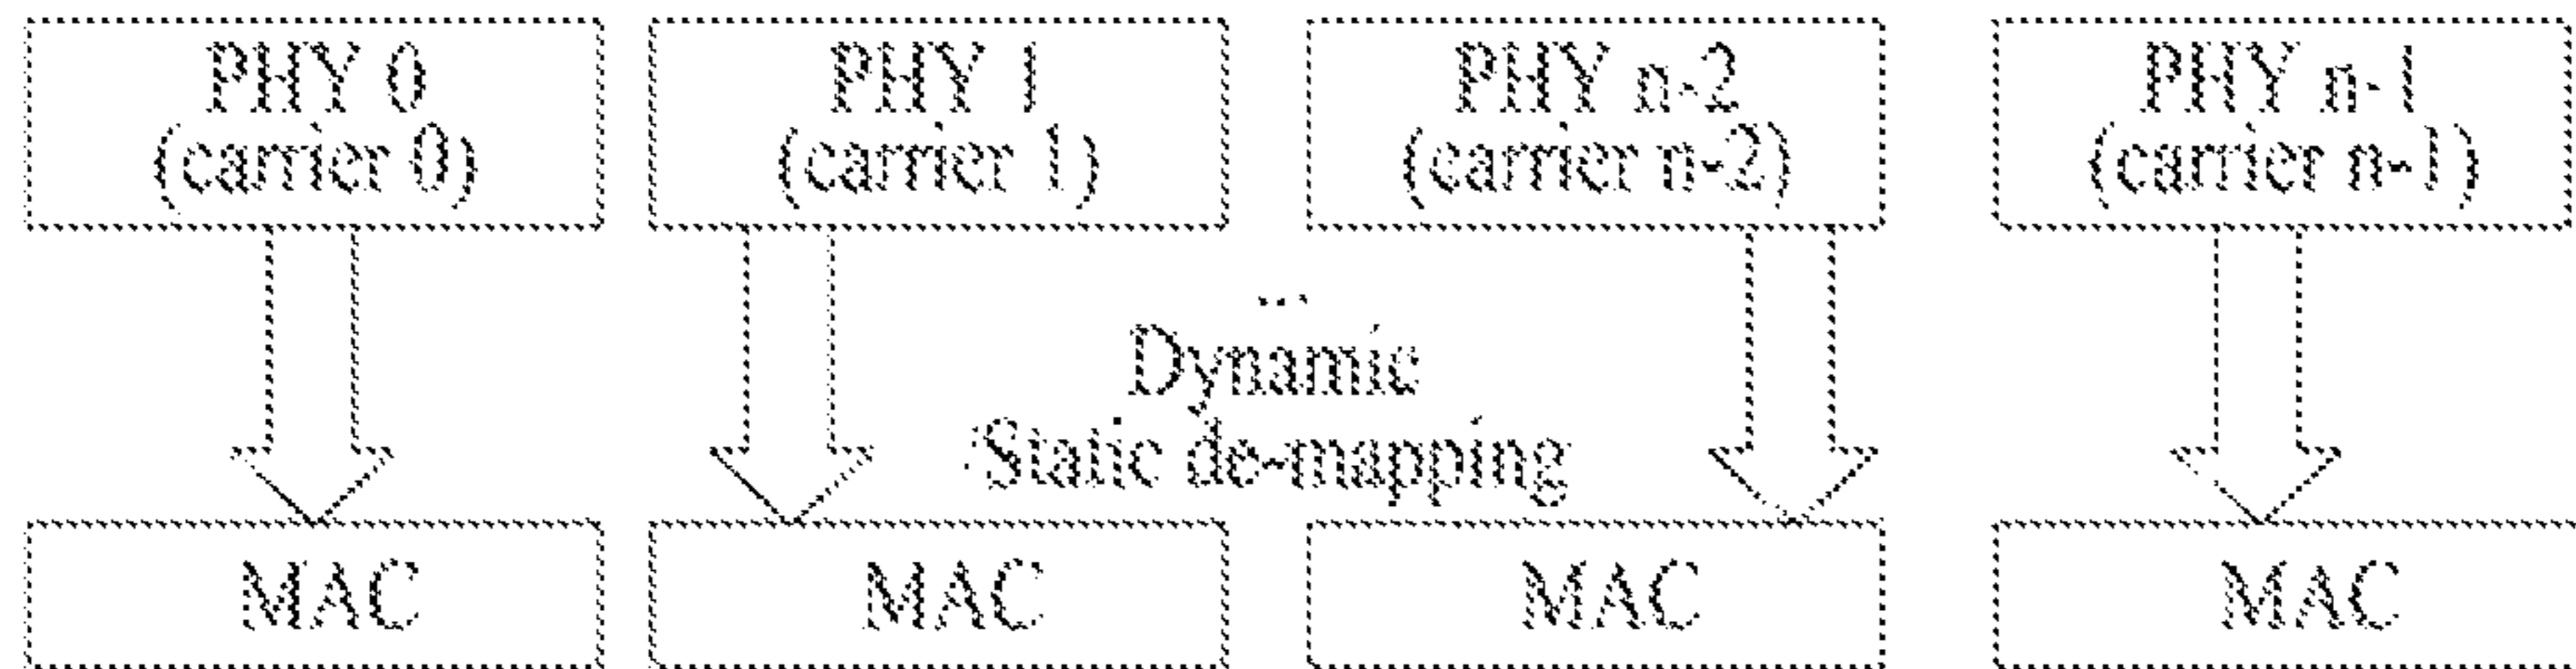 PHY 0
(carrier 0)
PHY 1
(carrier 1)
PHY n-2
(carrier n-2)
PHY n-1
(carrier n-1)
...
Dynamic
Static de-mapping
MAC
MAC
MAC
MAC